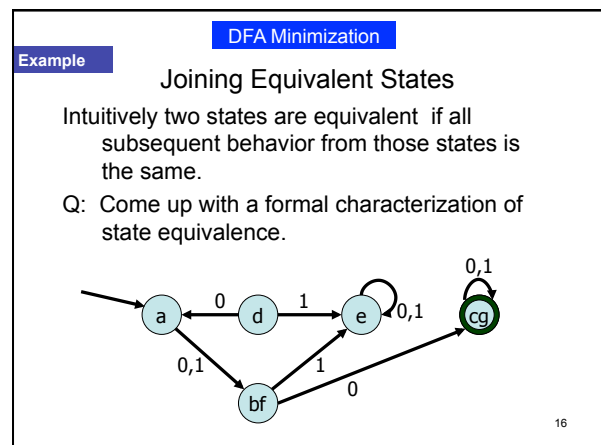 DFA Minimization
Example
Joining Equivalent States
Intuitively two states are equivalent if all
subsequent behavior from those states is
the same.
Q: Come up with a formal characterization of
state equivalence.
0,1
a
0
d
1
e
0,1
cg
0,1
1
0
bf
16